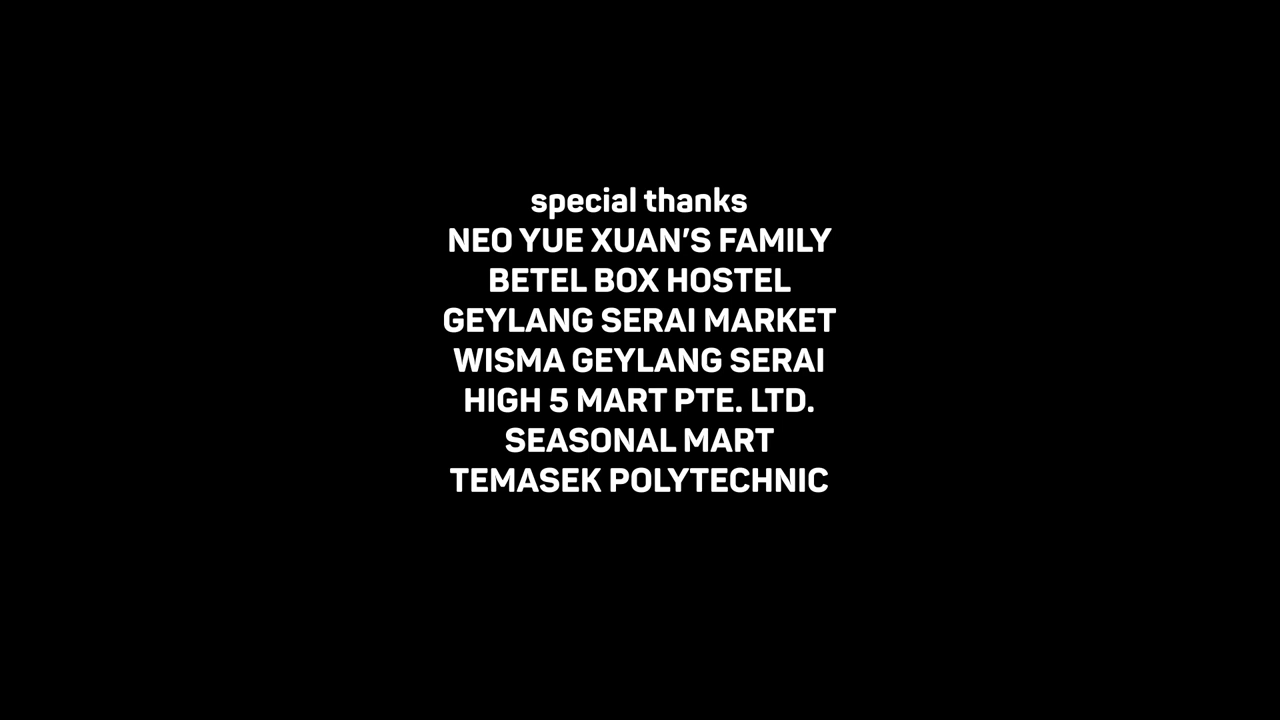 special thanks
NEO YUE XUAN’S FAMILY
BETEL BOX HOSTEL
GEYLANG SERAI MARKET
WISMA GEYLANG SERAI
HIGH 5 MART PTE. LTD.
SEASONAL MART
TEMASEK POLYTECHNIC